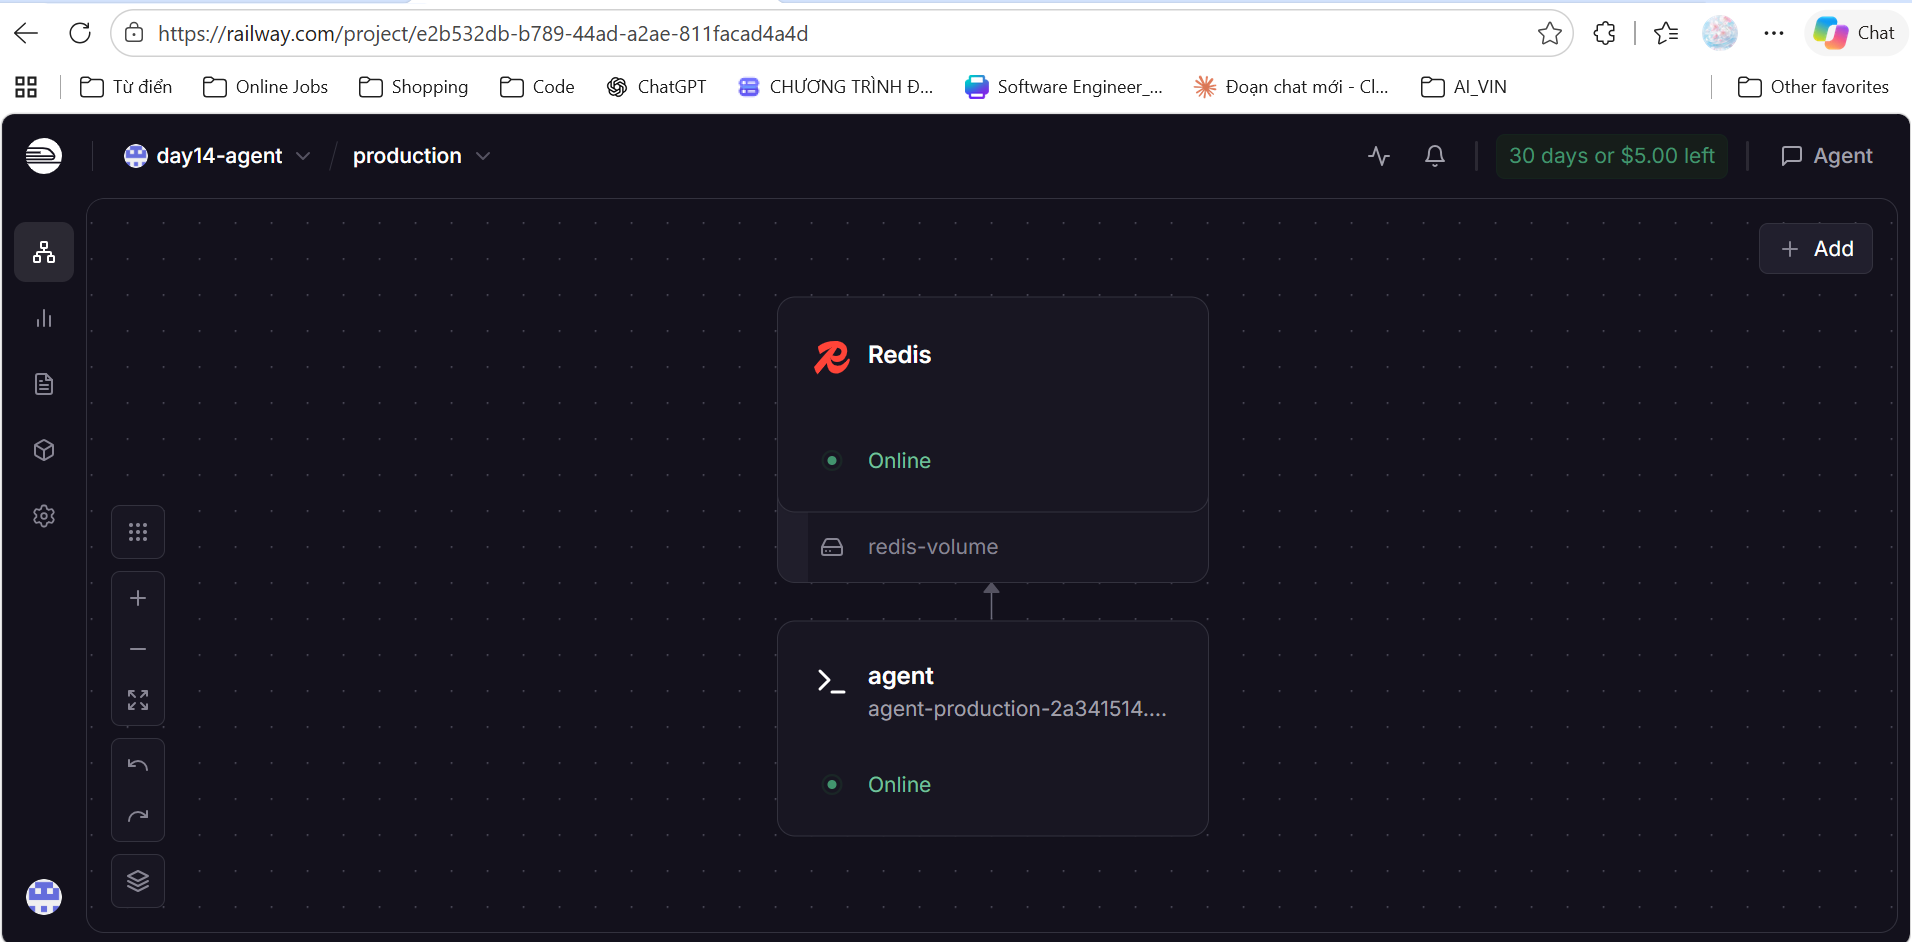 https://railway.com/project/e2b532db-b789-44ad-a2ae-811facad4a4d
Chat
Từ điển
Online Jobs
Shopping
Code
ChatGPT
CHƯƠNG TRÌNH Đ...
Software Engineer_...
Đoạn chat mới - Cl...
AI_VIN
Other favorites
day14-agent
production
30 days or $5.00 left
Agent
Add
Redis
Online
redis-volume
agent
agent-production-2a341514....
Online